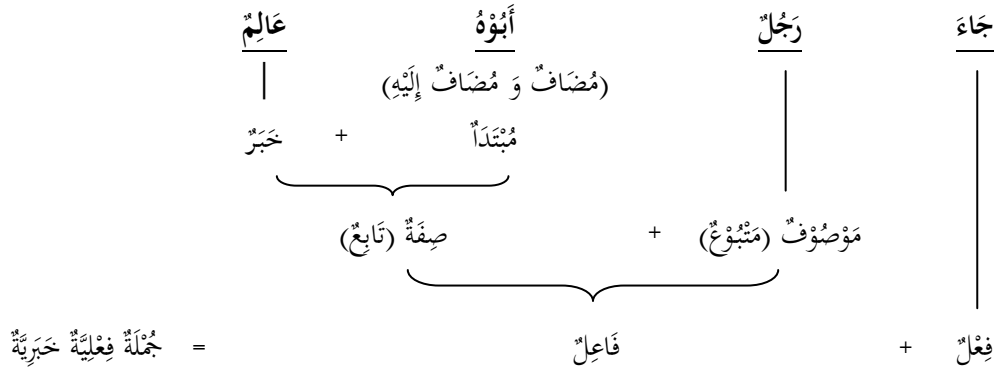 جَاءَ رَجُلٌ أَبُوْهُ عَالِمٌ
(مُضَافٌ وَ مُضَافٌ إِلَيْهِ)
مُبْتَدَأٌ + خَبَرٌ
مَوْصُوْفٌ (مَتْبُوْعٌ) + صِفَةٌ (تَابِعٌ)
فِعْلٌ + فَاعِلٌ = جُمْلَةٌ فِعْلِيَّةٌ خَبَرِيَّةٌ